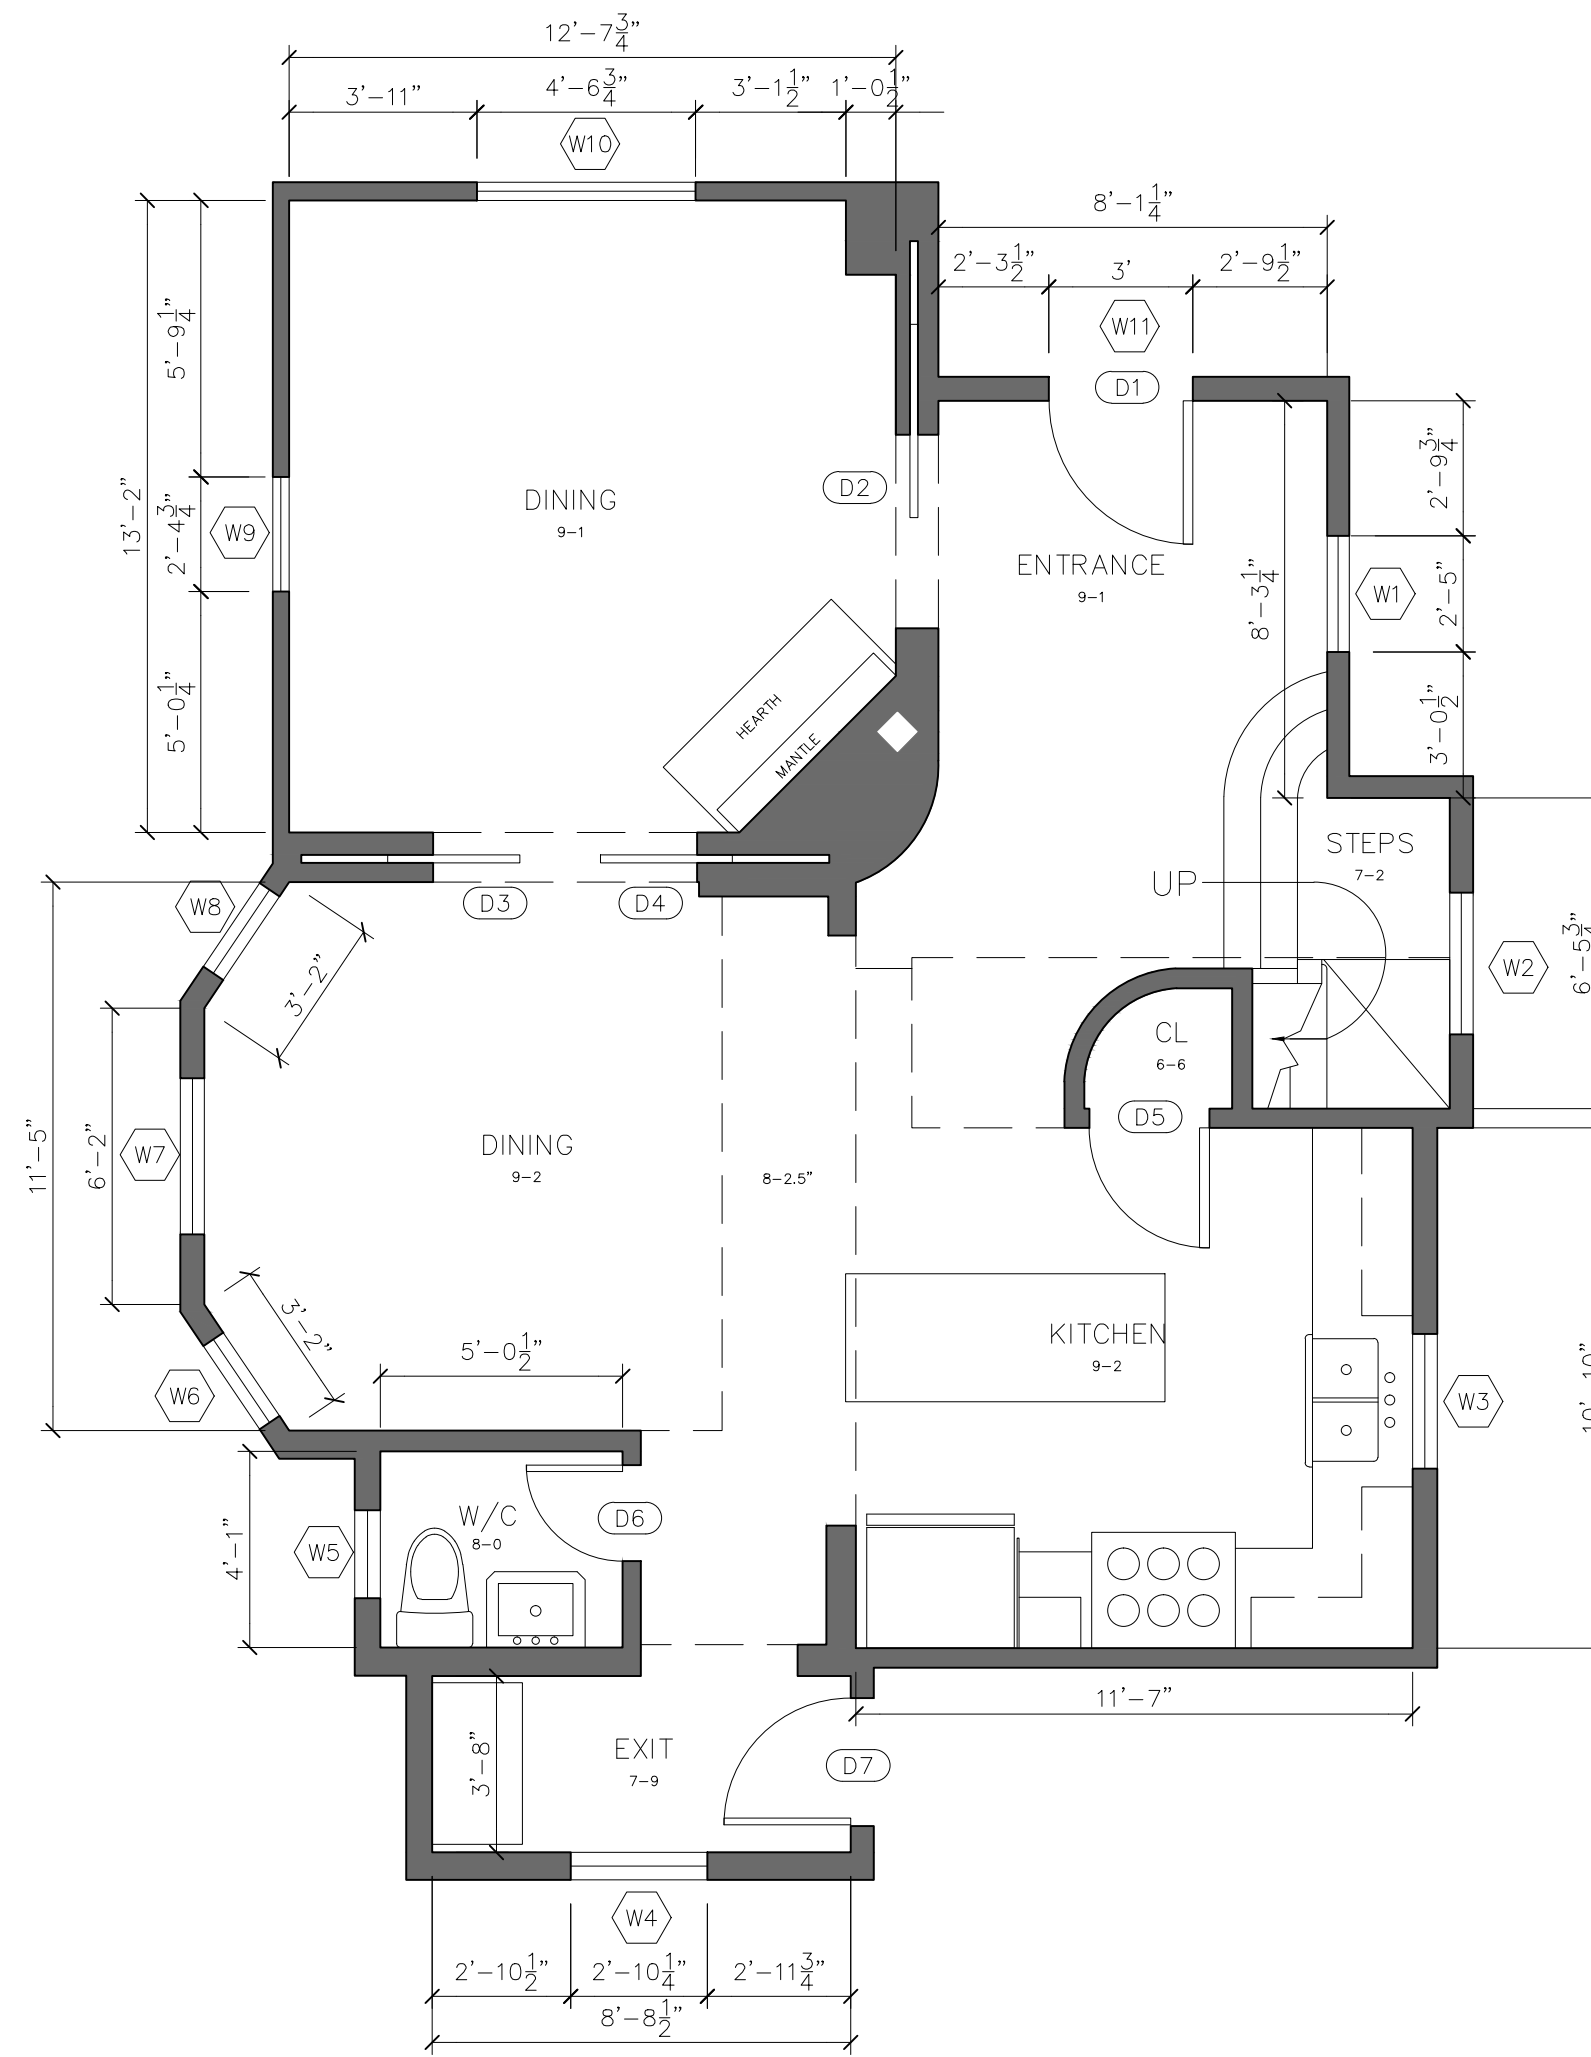 12'-7 3/4"
3'-11"
4'-6 3/4"
3'-1 1/2"
1'-0 1/2"
W10
8'-1 1/4"
2'-3 1/2"
3'
2'-9 1/2"
W11
D1
5'-9 1/4"
13'-2"
2'-4 3/4"
W9
5'-0 1/4"
DINING
9-1
D2
ENTRANCE
9-1
2'-9 3/4"
8'-3 1/4"
W1
2'-5"
3'-0 1/2"
HEARTH
MANTLE
STEPS
7-2
UP
W8
D3
D4
3'-2"
W2
6'-5 3/4
CL
6-6
D5
11'-5"
6'-2"
W7
DINING
9-2
8-2.5"
3'-2"
5'-0 1/2"
KITCHEN
9-2
W6
W3
W/C
8-0
D6
W5
4'-1"
11'-7"
EXIT
7-9
3'-8"
D7
W4
2'-10 1/2"
2'-10 1/4"
2'-11 3/4"
8'-8 1/2"